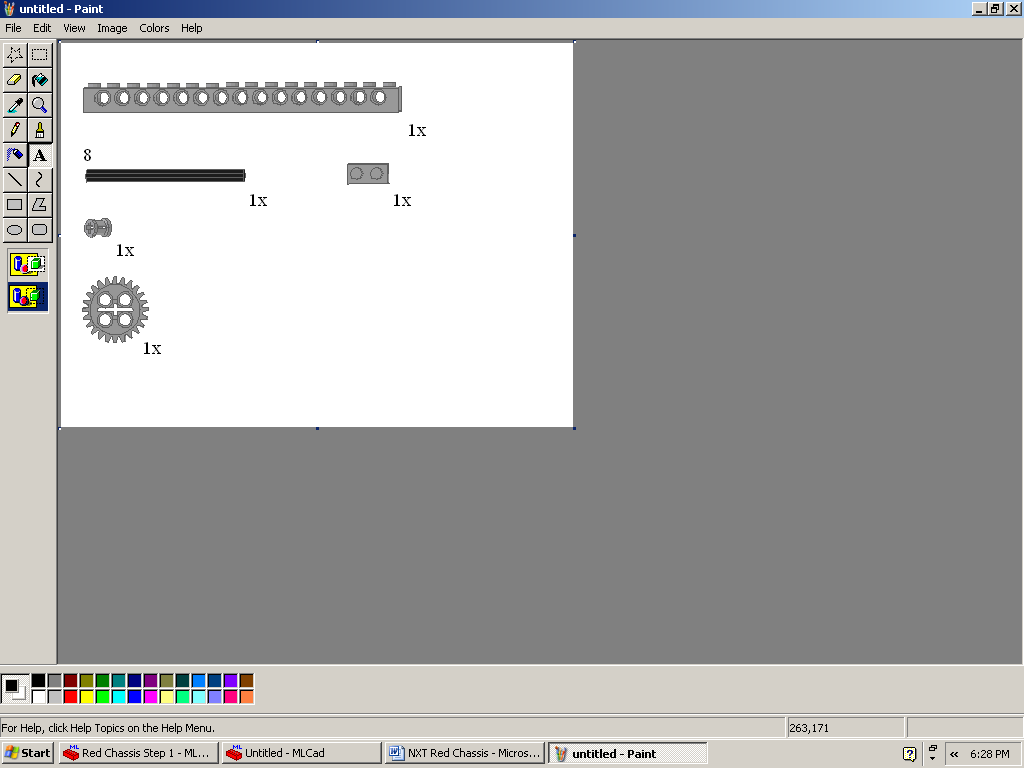 untitled - Paint
File Edit View Image Colors Help
1x
8
1x 1x
1x
1x
A
For Help, click Help Topics on the Help Menu. 263,171
Start Red Chassis Step 1 - ML... Untitled - MLCad NXT Red Chassis - Micros... untitled - Paint « 6:28 PM